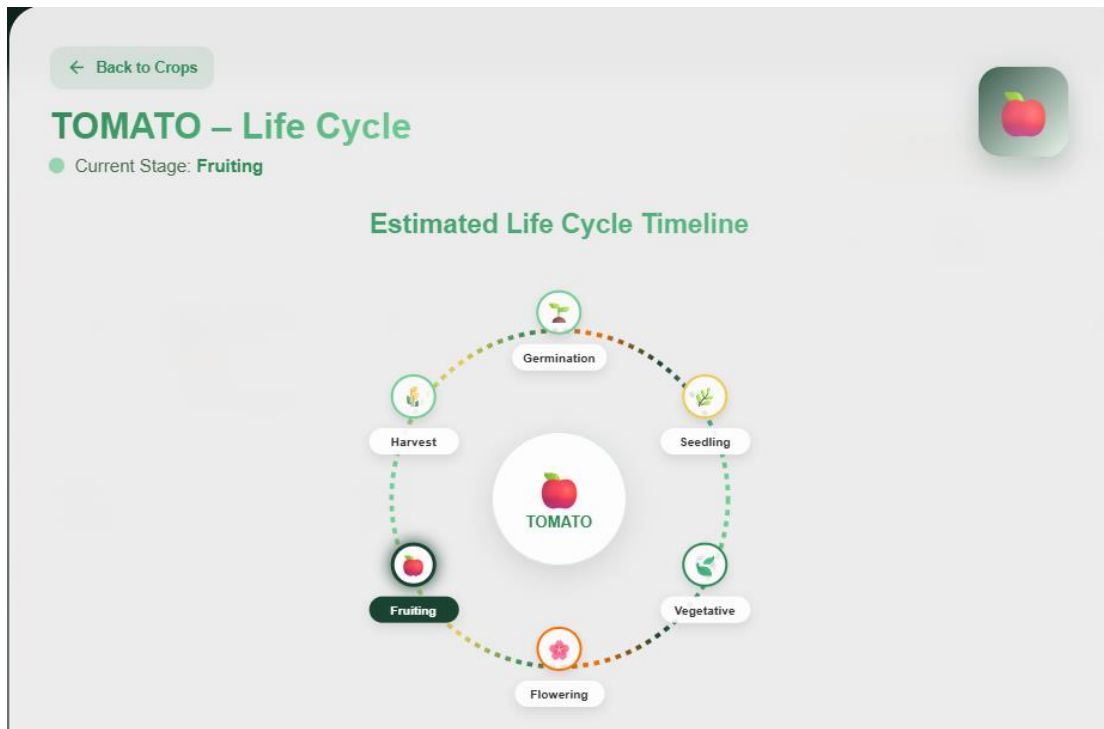 ← Back to Crops
TOMATO – Life Cycle
Current Stage: Fruiting
Estimated Life Cycle Timeline
Germination
Harvest
Seedling
TOMATO
Fruiting
Vegetative
Flowering